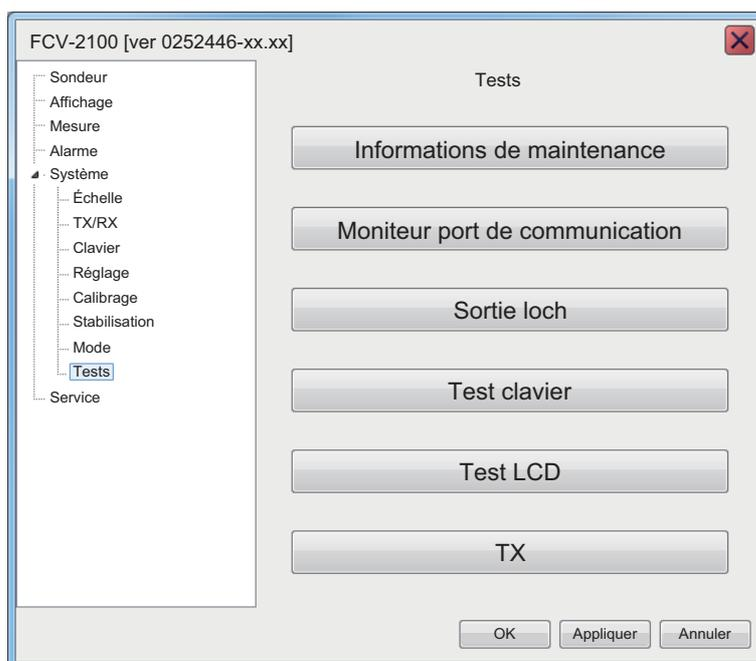 FCV-2100 [ver 0252446-xx.xx]
Sondeur
Affichage
Mesure
Alarme
Système
Échelle
TX/RX
Clavier
Réglage
Calibrage
Stabilisation
Mode
Tests
Service
Tests
Informations de maintenance
Moniteur port de communication
Sortie loch
Test clavier
Test LCD
TX
OK
Appliquer
Annuler